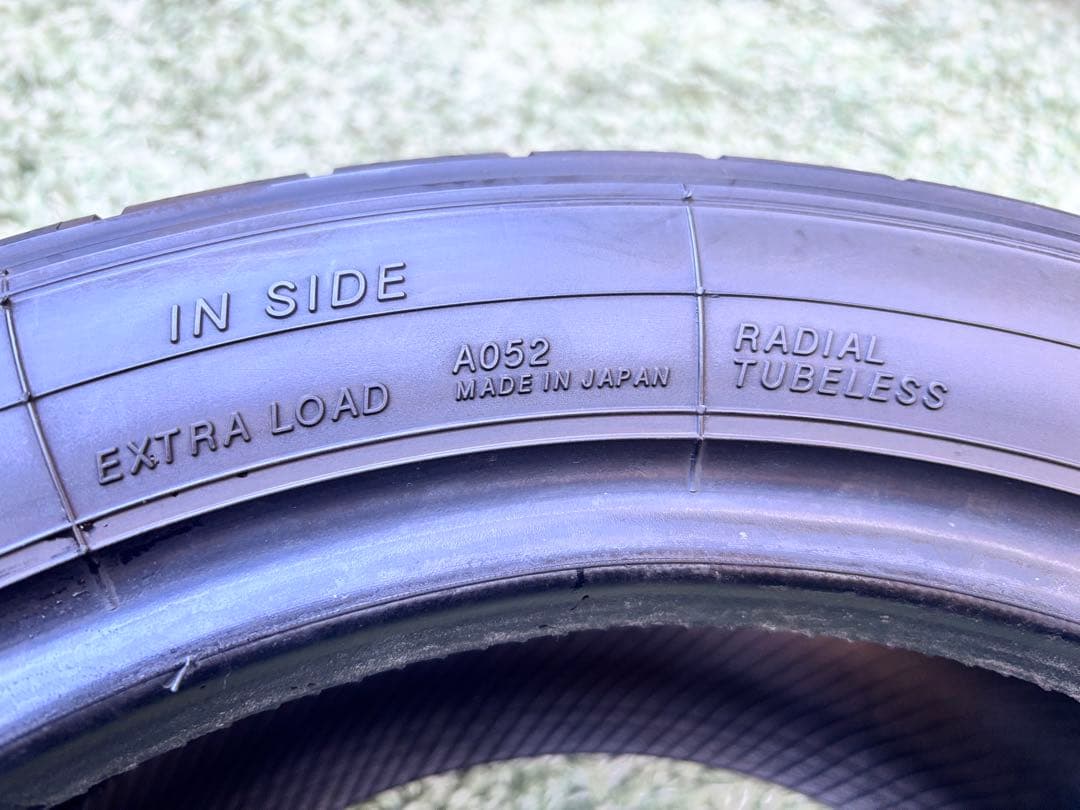 IN SIDE
EXTRA LOAD
A052
MADE IN JAPAN
RADIAL
TUBELESS